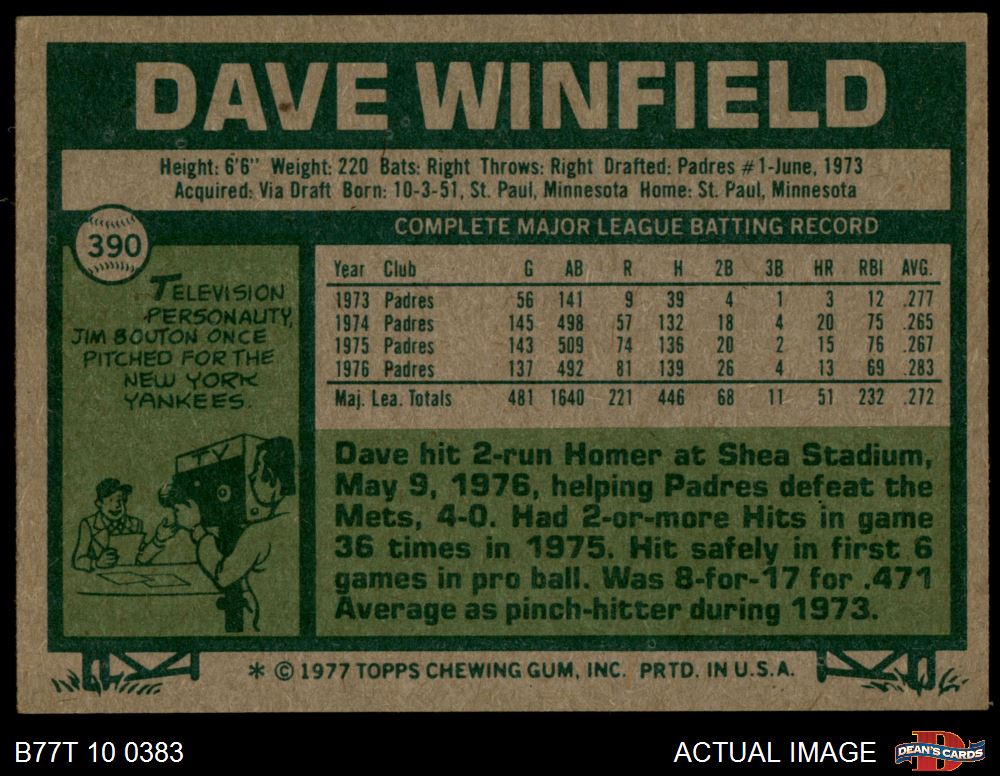 DAVE WINFIELD
Height: 6'6" Weight: 220 Bats: Right Throws: Right Drafted: Padres #1-June, 1973
Acquired: Via Draft Born: 10-3-51, St. Paul, Minnesota Home: St. Paul, Minnesota
390
COMPLETE MAJOR LEAGUE BATTING RECORD
Year Club G AB R H 2B 3B HR RBI AVG.
1973 Padres 56 141 9 39 4 1 3 12 .277
1974 Padres 145 498 57 132 18 4 20 75 .265
1975 Padres 143 509 74 136 20 2 15 76 .267
1976 Padres 137 492 81 139 26 4 13 69 .283
Maj. Lea. Totals 481 1640 221 446 68 11 51 232 .272
TELEVISION
PERSONALITY,
JIM BOUTON ONCE
PITCHED FOR THE
NEW YORK
YANKEES.
TV
Dave hit 2-run Homer at Shea Stadium,
May 9, 1976, helping Padres defeat the
Mets, 4-0. Had 2-or-more Hits in game
36 times in 1975. Hit safely in first 6
games in pro ball. Was 8-for-17 for .471
Average as pinch-hitter during 1973.
* © 1977 TOPPS CHEWING GUM, INC. PRTD. IN U.S.A.
B77T 10 0383
ACTUAL IMAGE
D
DEAN'S CARDS